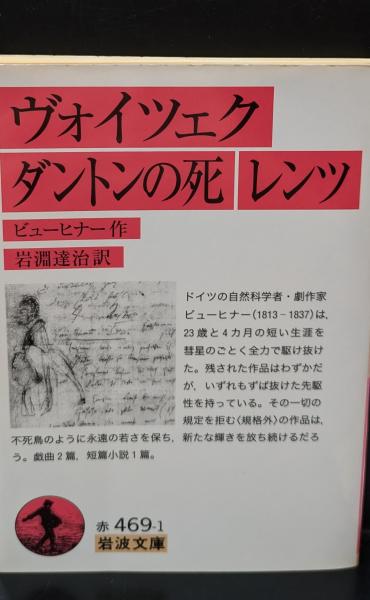 ヴォイツェク
ダントンの死 レンツ
ビューヒナー作
岩淵達治訳
ドイツの自然科学者・劇作家
ビューヒナー(1813－1837)は,
23歳と4カ月の短い生涯を
彗星のごとく全力で駆け抜け
た。残された作品はわずかだ
が,いずれもずば抜けた先駆
性を持っている。その一切の
規定を拒む〈規格外〉の作品は,
不死鳥のように永遠の若さを保ち,新たな輝きを放ち続けるだろ
う。戯曲2篇,短篇小説1篇。
赤 469-1
岩波文庫